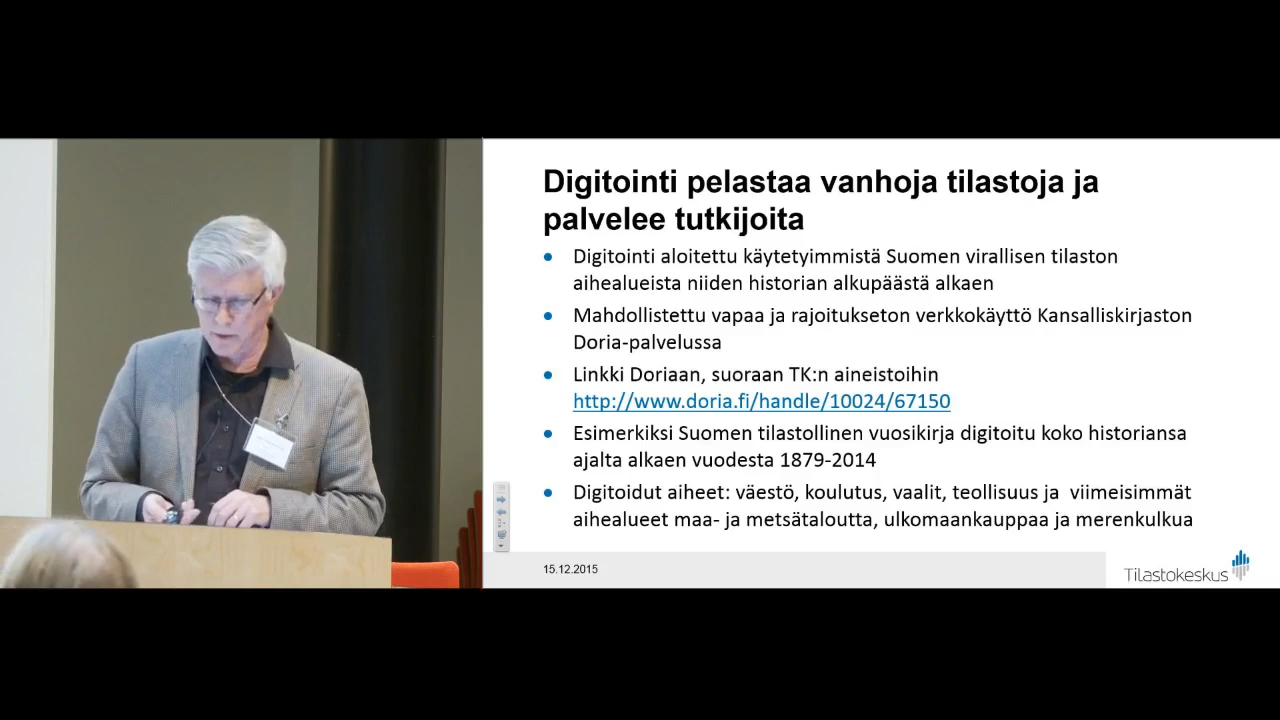 Digitointi pelastaa vanhoja tilastoja ja
palvelee tutkijoita
Digitointi aloitettu käytetyimmistä Suomen virallisen tilaston
aihealueista niiden historian alkupäästä alkaen
Mahdollistettu vapaa ja rajoitukseton verkkokäyttö Kansalliskirjaston
Doria-palvelussa
Linkki Doriaan, suoraan TK:n aineistoihin
http://www.doria.fi/handle/10024/67150
Esimerkiksi Suomen tilastollinen vuosikirja digitoitu koko historiansa
ajalta alkaen vuodesta 1879-2014
Digitoidut aiheet: väestö, koulutus, vaalit, teollisuus ja viimeisimmät
aihealueet maa- ja metsätaloutta, ulkomaankauppaa ja merenkulkua
15.12.2015
Tilastokeskus